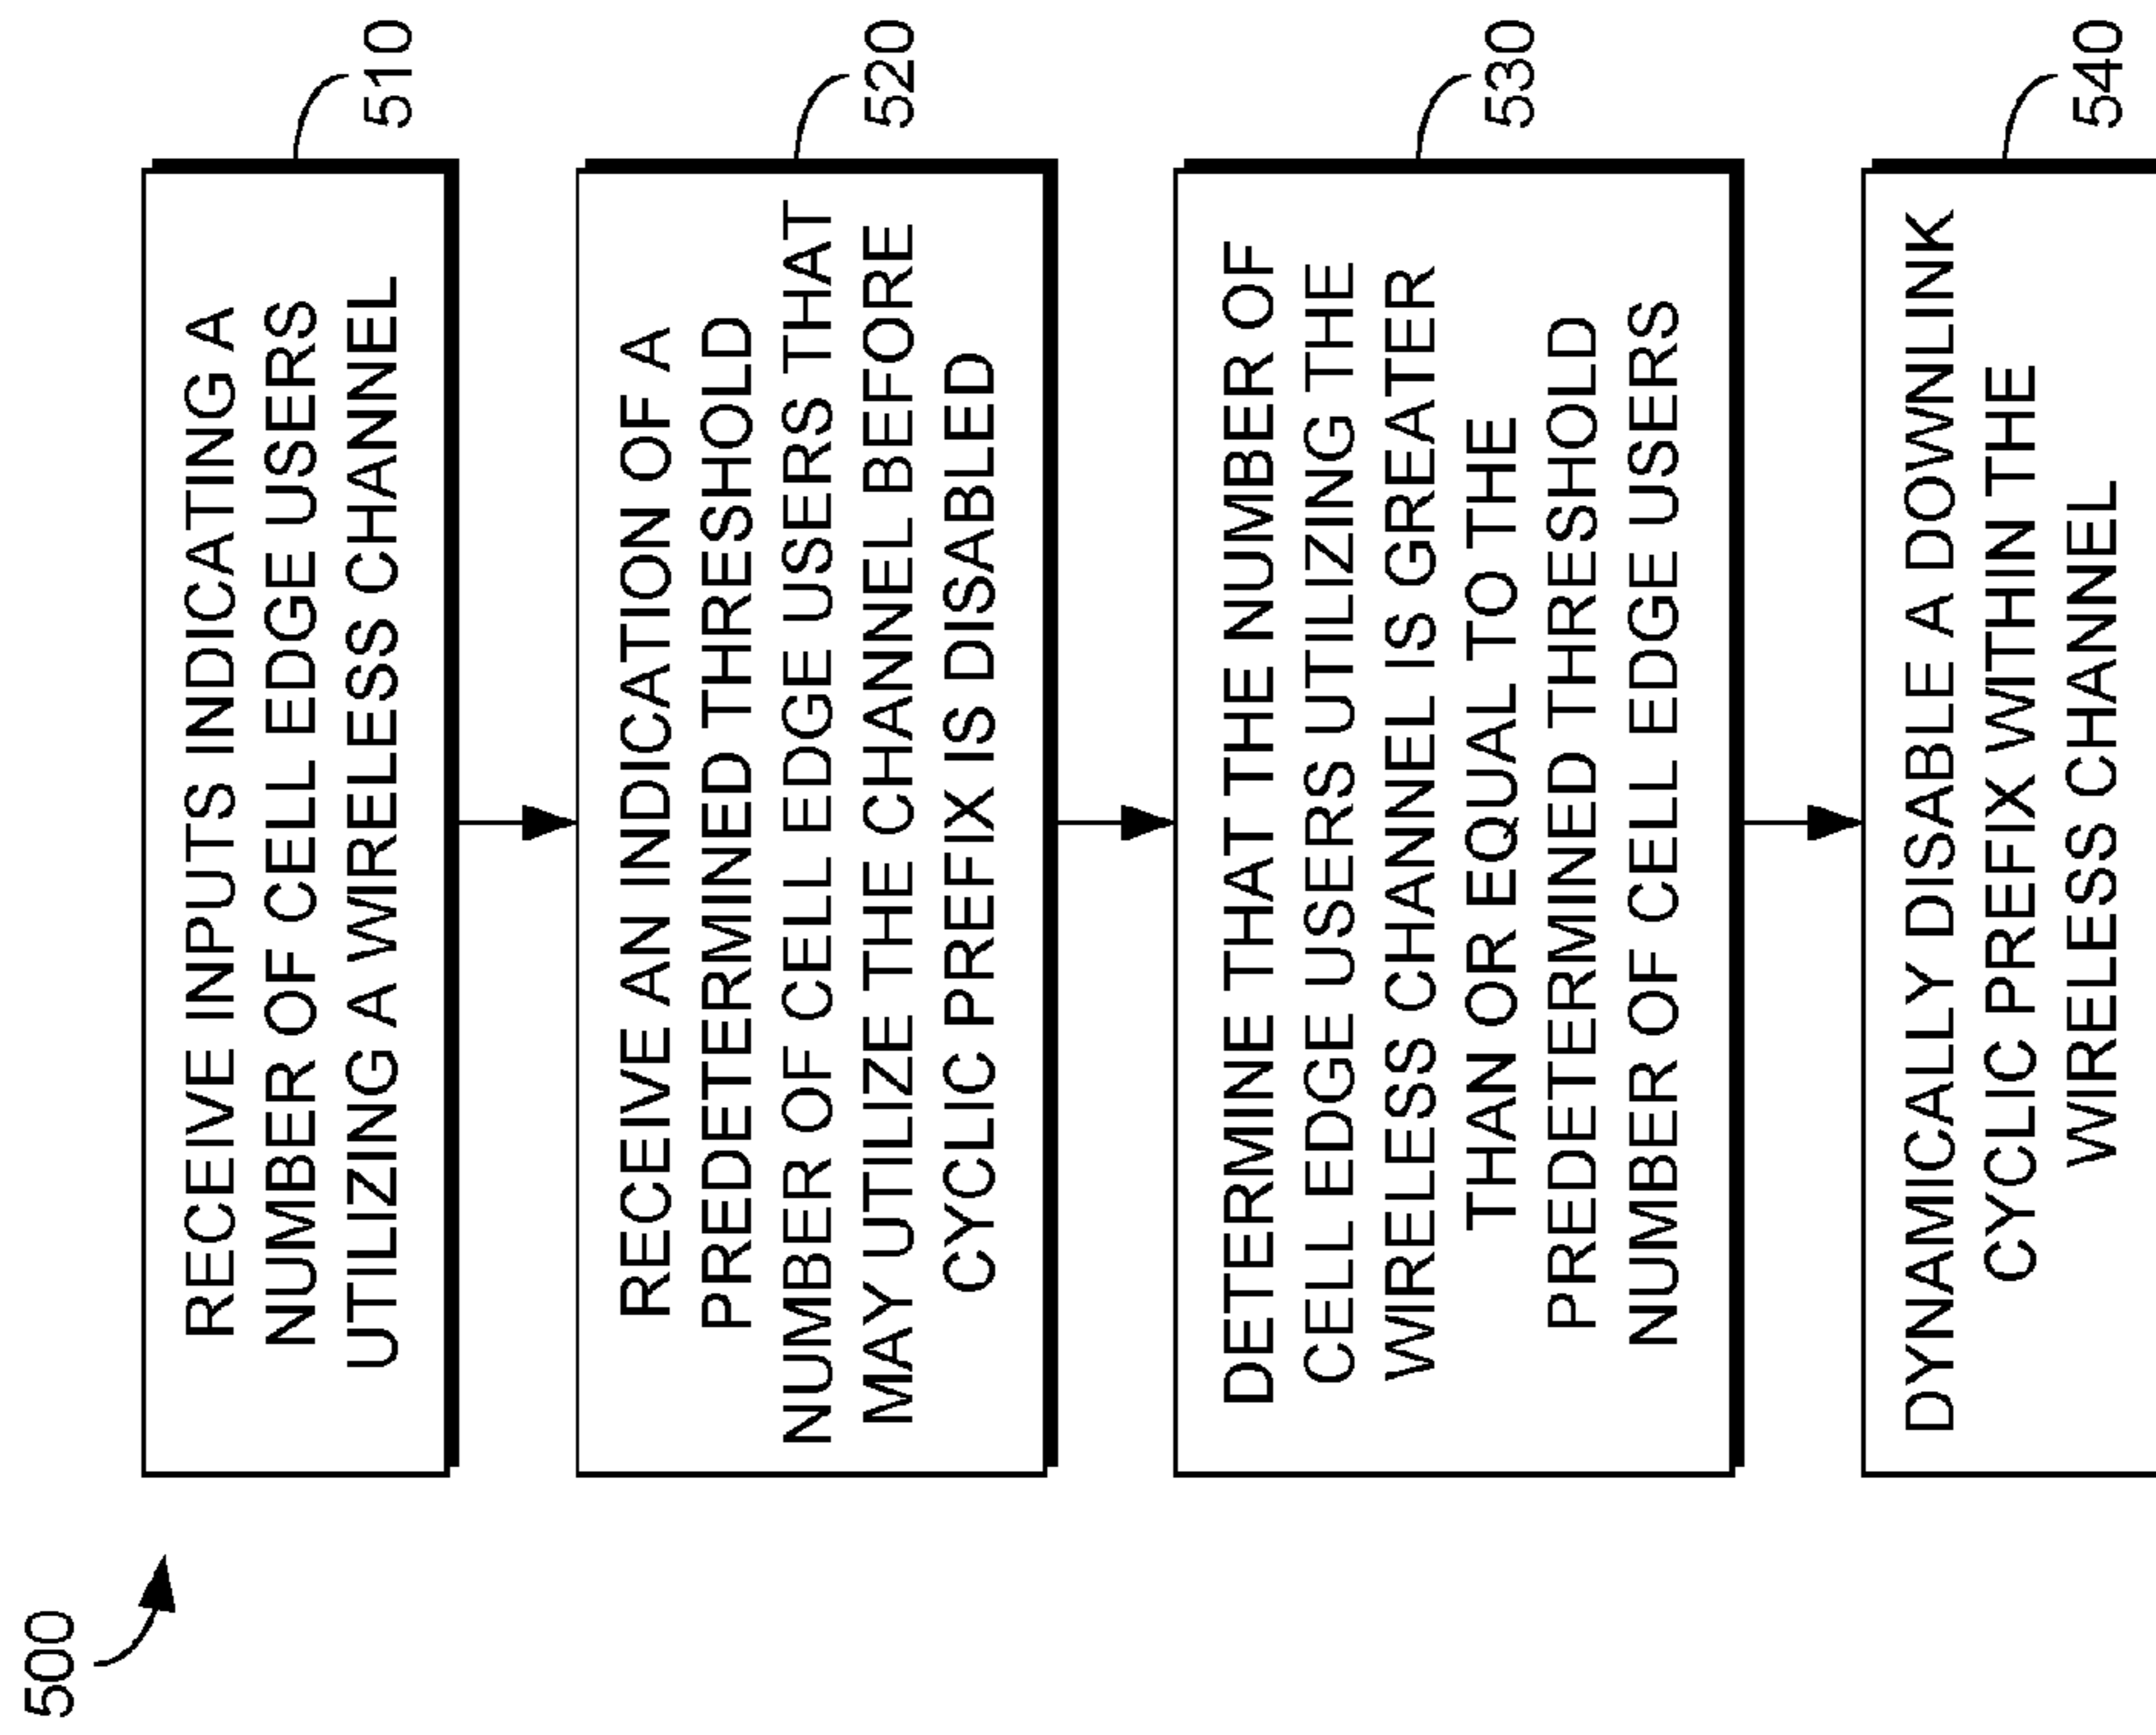 500
RECEIVE INPUTS INDICATING A
NUMBER OF CELL EDGE USERS
UTILIZING A WIRELESS CHANNEL
510
RECEIVE AN INDICATION OF A
PREDETERMINED THRESHOLD
NUMBER OF CELL EDGE USERS THAT
MAY UTILIZE THE CHANNEL BEFORE
CYCLIC PREFIX IS DISABLED
520
DETERMINE THAT THE NUMBER OF
CELL EDGE USERS UTILIZING THE
WIRELESS CHANNEL IS GREATER
THAN OR EQUAL TO THE
PREDETERMINED THRESHOLD
NUMBER OF CELL EDGE USERS
530
DYNAMICALLY DISABLE A DOWNLINK
CYCLIC PREFIX WITHIN THE
WIRELESS CHANNEL
540